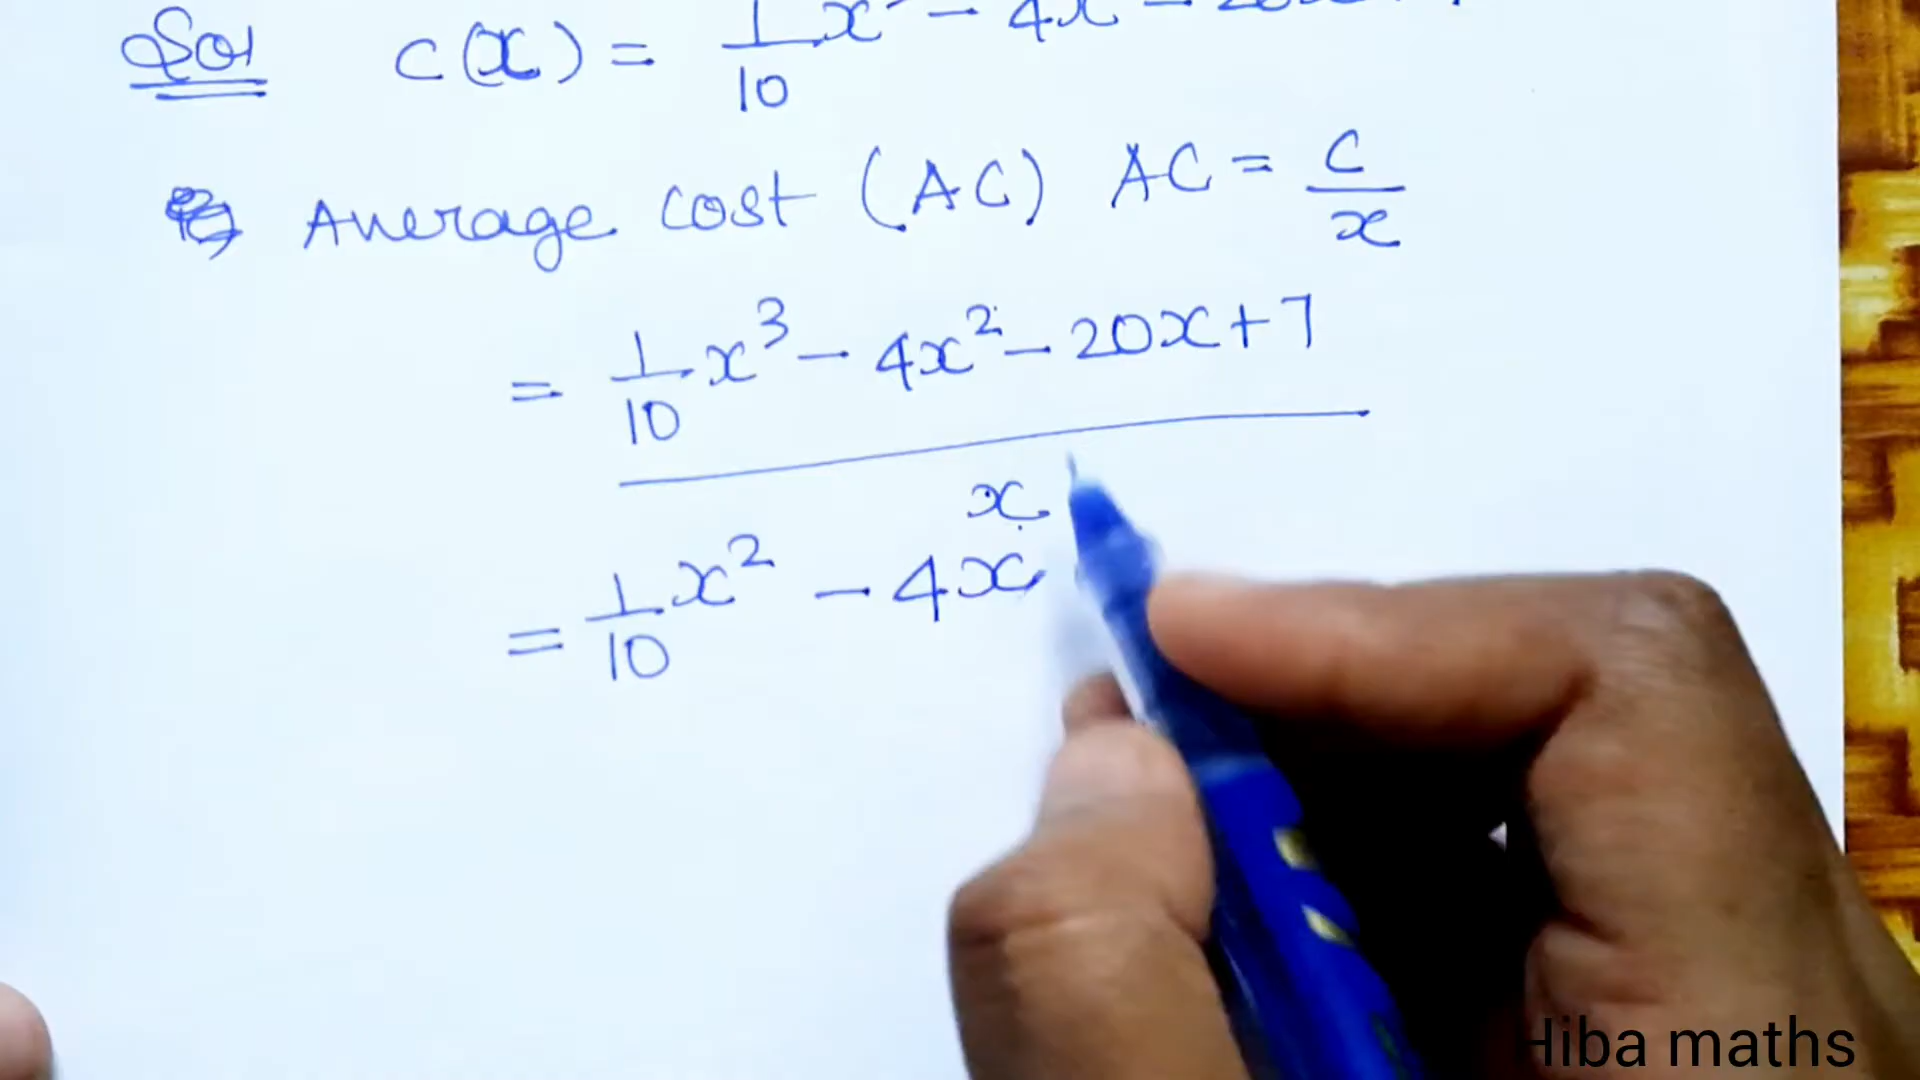 Sol C(x) = 1/10 x - 4x
Average cost (AC) AC = C/x
= 1/10 x³ - 4x² - 20x + 7
x
= 1/10 x² - 4x
Hiba maths